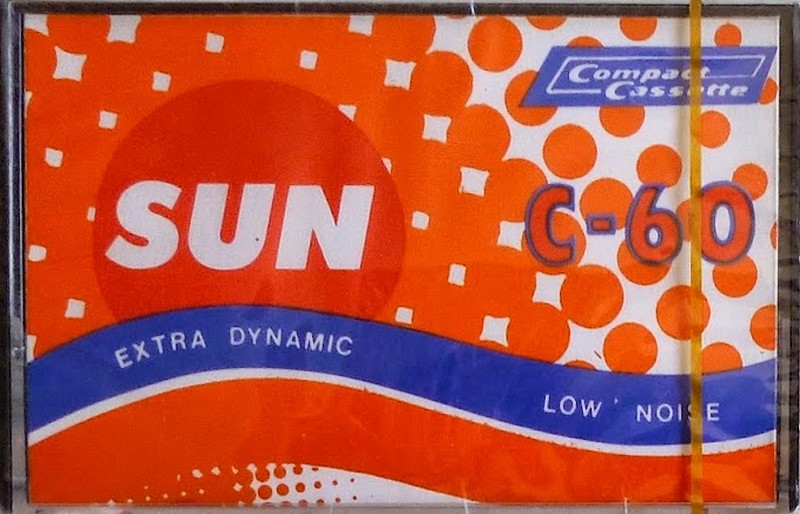 Compact
Cassette
SUN
C-60
EXTRA DYNAMIC
LOW NOISE